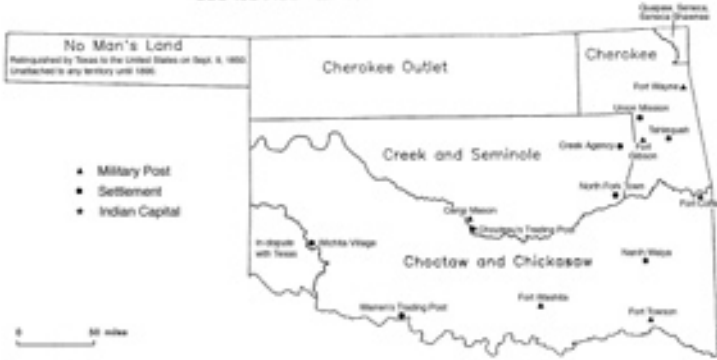 Quapaw, Seneca,
Seneca Shawnee
No Man's Land
Relinquished by Texas to the United States on Sept. 9, 1850.
Unattached to any territory until 1890.
Cherokee Outlet
Cherokee
Fort Wayne
Union Mission
Tahlequah
Creek and Seminole
Creek Agency
Fort
Gibson
Military Post
Settlement
Indian Capital
North Fork Town
Fort Coffee
Camp Mason
Chouteau's Trading Post
In dispute
with Texas
Wichita Village
Choctaw and Chickasaw
Nanih Waiya
Warren's Trading Post
Fort Washita
Fort Towson
0 50 miles